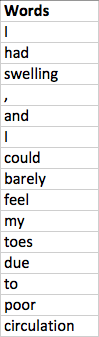 Words
I
had
swelling
,
and
I
could
barely
feel
my
toes
due
to
poor
circulation